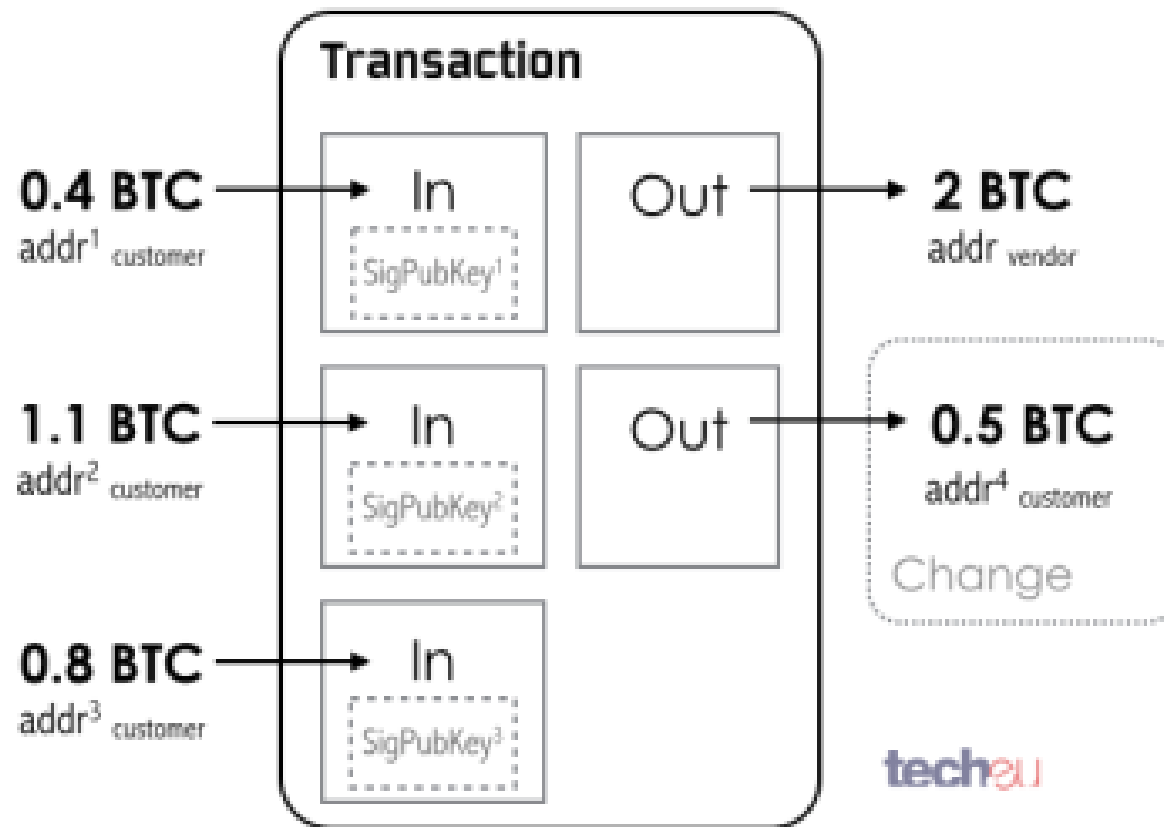 Transaction
0.4 BTC
addr¹ customer
In
SigPubKey¹
Out
2 BTC
addr vendor
1.1 BTC
addr² customer
In
SigPubKey²
Out
0.5 BTC
addr⁴ customer
Change
0.8 BTC
addr³ customer
In
SigPubKey³
techeu